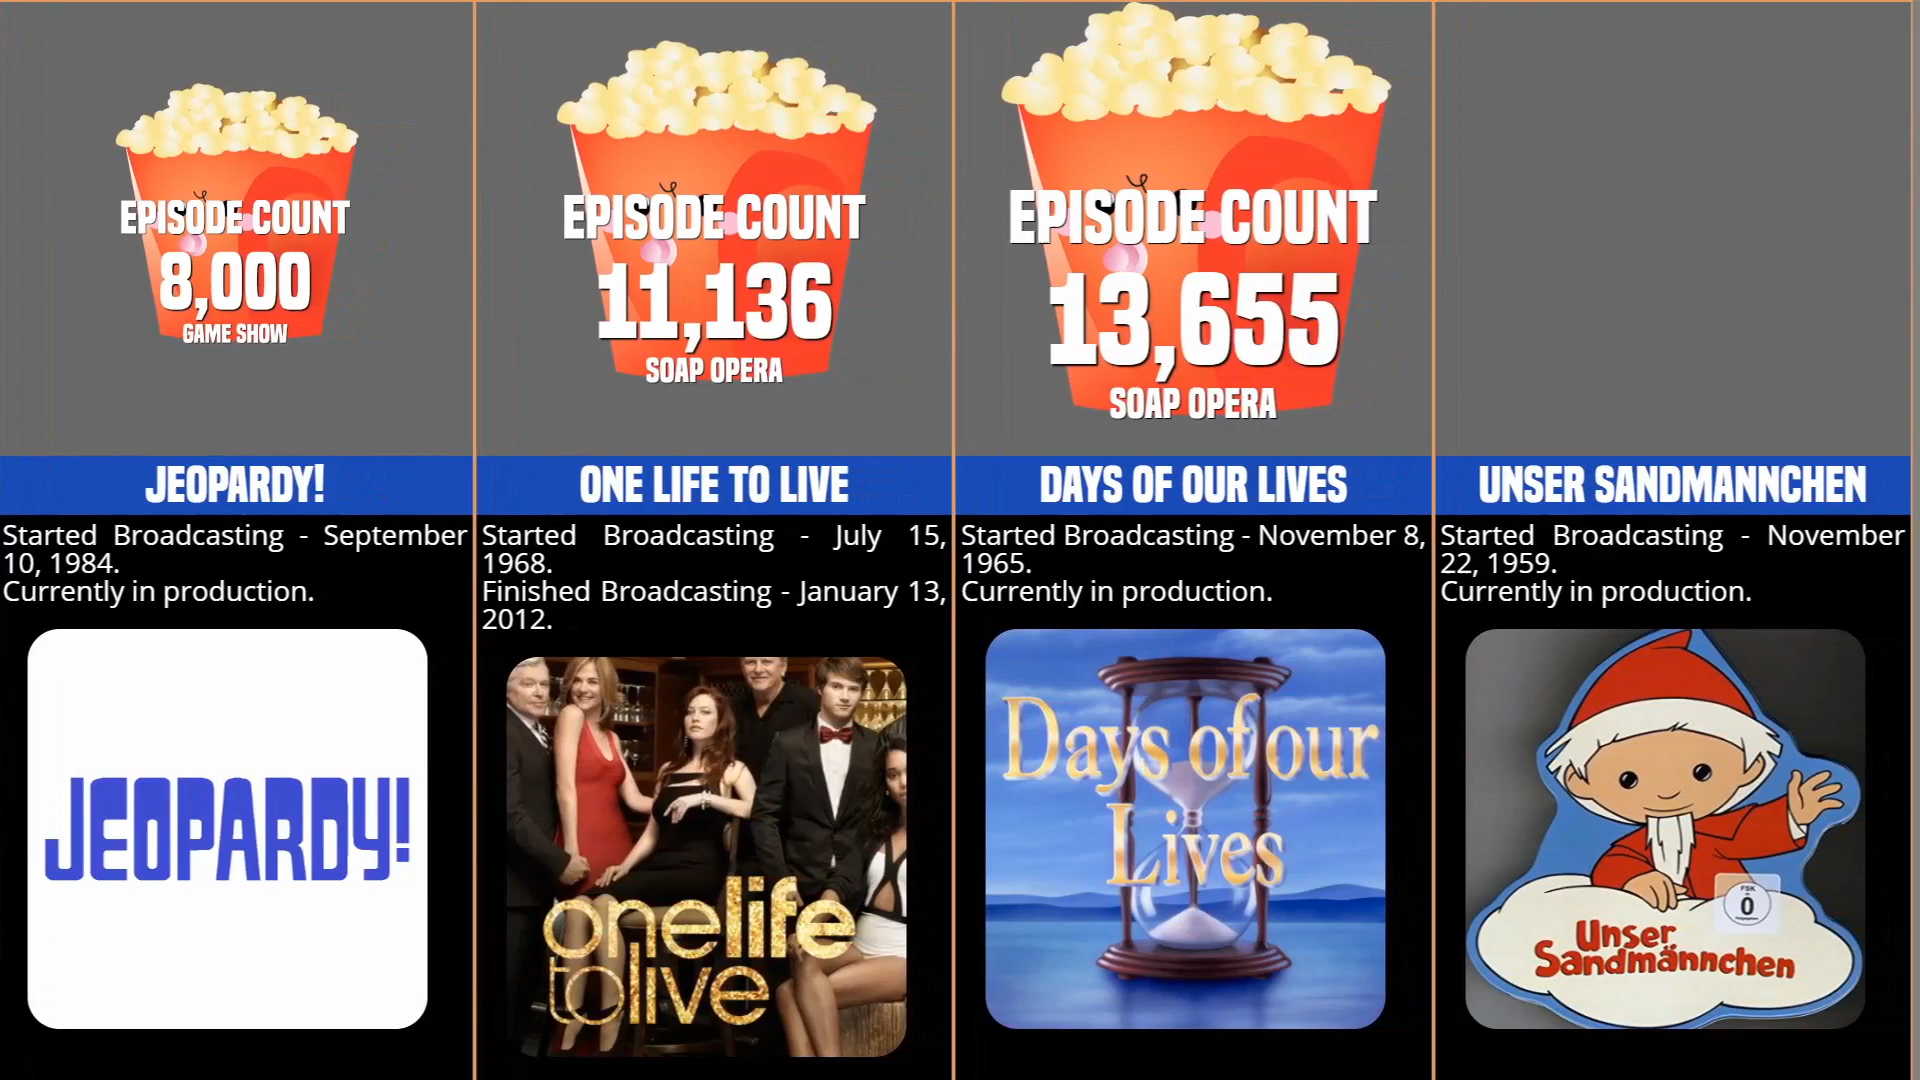 EPISODE COUNT
8,000
GAME SHOW
JEOPARDY!
Started Broadcasting - September
10, 1984.
Currently in production.
JEOPARDY!
EPISODE COUNT
11,136
SOAP OPERA
ONE LIFE TO LIVE
Started Broadcasting - July 15,
1968.
Finished Broadcasting - January 13,
2012.
onelife
tolive
EPISODE COUNT
13,655
SOAP OPERA
DAYS OF OUR LIVES
Started Broadcasting - November 8,
1965.
Currently in production.
Days of our
Lives
UNSER SANDMANNCHEN
Started Broadcasting - November
22, 1959.
Currently in production.
FSK
0
Unser
Sandmännchen